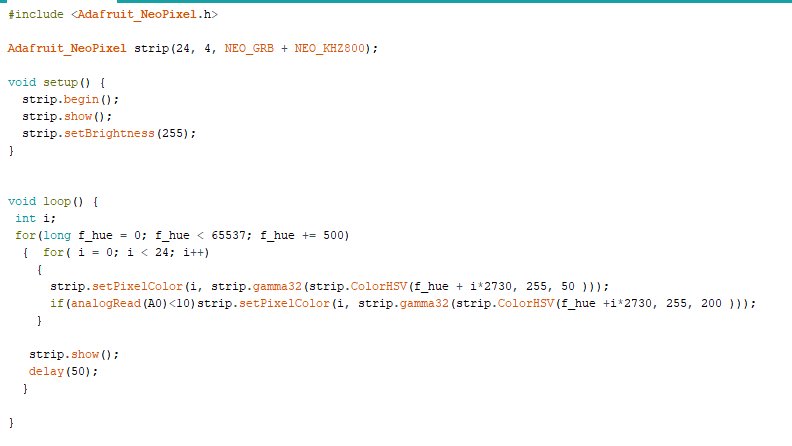 #include <Adafruit_NeoPixel.h>
Adafruit_NeoPixel strip(24, 4, NEO_GRB + NEO_KHZ800);
void setup() {
strip.begin();
strip.show();
strip.setBrightness(255);
}
void loop() {
int i;
for(long f_hue = 0; f_hue < 65537; f_hue += 500)
{ for( i = 0; i < 24; i++)
{
strip.setPixelColor(i, strip.gamma32(strip.ColorHSV(f_hue + i*2730, 255, 50 )));
if(analogRead(A0)<10)strip.setPixelColor(i, strip.gamma32(strip.ColorHSV(f_hue +i*2730, 255, 200 )));
}
strip.show();
delay(50);
}
}